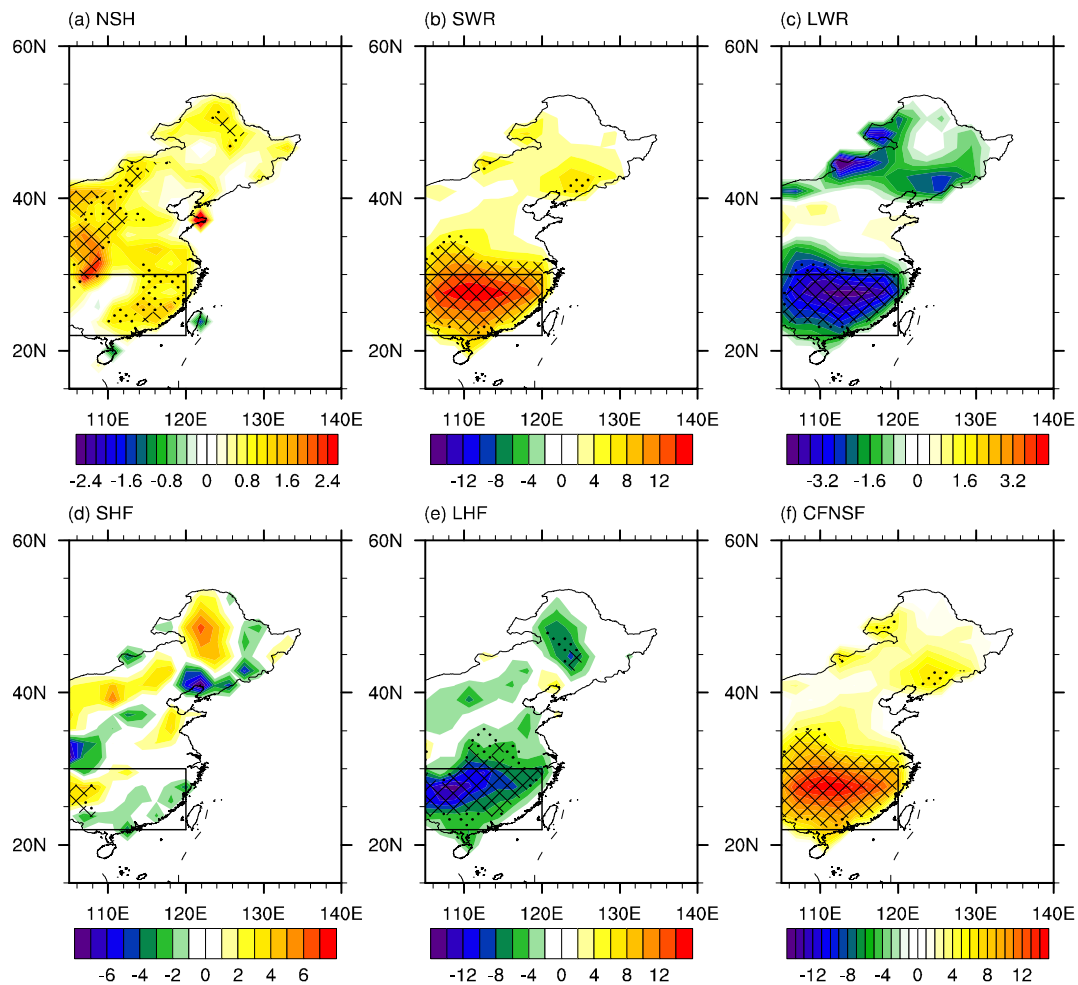 (a) NSH
(b) SWR
(c) LWR
60N
60N
60N
40N
40N
40N
20N
20N
20N
110E 120E 130E 140E
110E 120E 130E 140E
110E 120E 130E 140E
-2.4 -1.6 -0.8 0 0.8 1.6 2.4
-12 -8 -4 0 4 8 12
-3.2 -1.6 0 1.6 3.2
(d) SHF
(e) LHF
(f) CFNSF
60N
60N
60N
40N
40N
40N
20N
20N
20N
110E 120E 130E 140E
110E 120E 130E 140E
110E 120E 130E 140E
-6 -4 -2 0 2 4 6
-12 -8 -4 0 4 8 12
-12 -8 -4 0 4 8 12